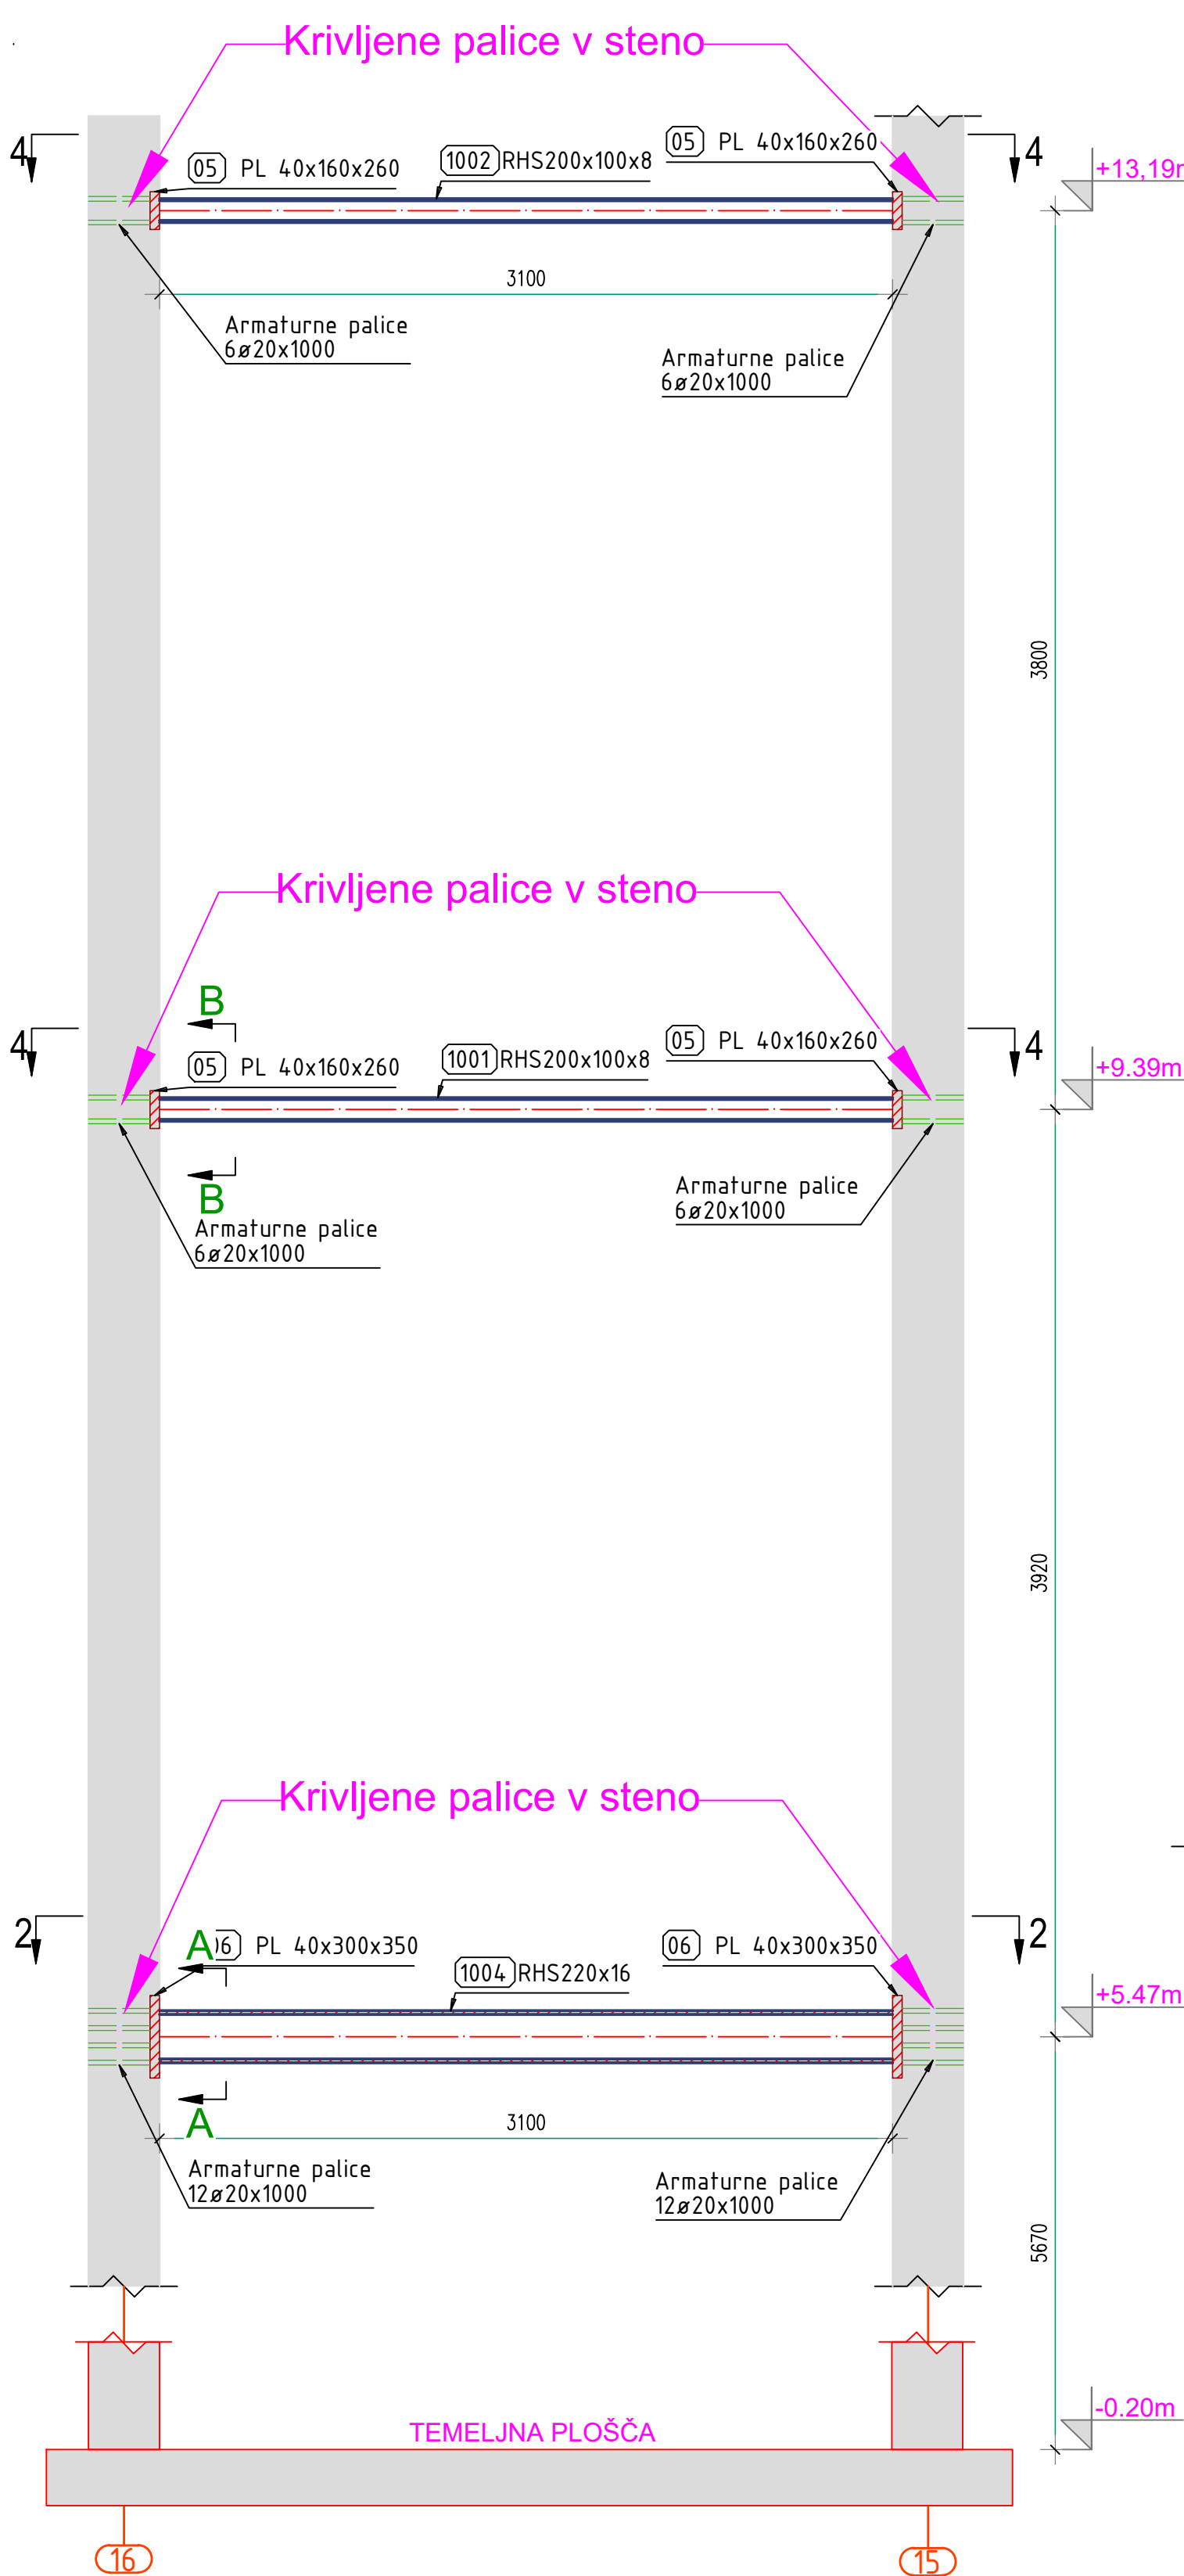 Krivljene palice v steno
4
4
05 PL 40x160x260
1002 RHS200x100x8
05 PL 40x160x260
3100
Armaturne palice
6ø20x1000
Armaturne palice
6ø20x1000
3800
Krivljene palice v steno
B
4
4
05 PL 40x160x260
1001 RHS200x100x8
05 PL 40x160x260
+9.39m
B
Armaturne palice
6ø20x1000
Armaturne palice
6ø20x1000
3920
Krivljene palice v steno
2
2
A
PL 40x300x350
1004 RHS220x16
06 PL 40x300x350
+5.47m
A
3100
Armaturne palice
12ø20x1000
Armaturne palice
12ø20x1000
5670
-0.20m
TEMELJNA PLOŠČA
16
15